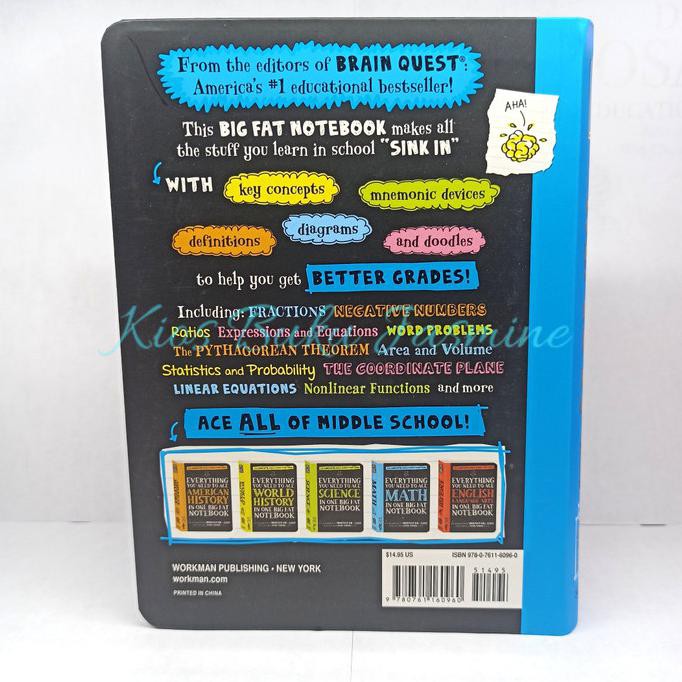 From the editors of BRAIN QUEST®:
America's #1 educational bestseller!
AHA!
This BIG FAT NOTEBOOK makes all
the stuff you learn in school "SINK IN"
WITH key concepts mnemonic devices
definitions diagrams and doodles
to help you get BETTER GRADES!
Including: FRACTIONS NEGATIVE NUMBERS
Ratios Expressions and Equations WORD PROBLEMS
The PYTHAGOREAN THEOREM Area and Volume
Statistics and Probability THE COORDINATE PLANE
LINEAR EQUATIONS Nonlinear Functions and more
Kios Buku Jasmine
ACE ALL OF MIDDLE SCHOOL!
EVERYTHING YOU NEED TO ACE AMERICAN HISTORY IN ONE BIG FAT NOTEBOOK
EVERYTHING YOU NEED TO ACE WORLD HISTORY IN ONE BIG FAT NOTEBOOK
EVERYTHING YOU NEED TO ACE SCIENCE IN ONE BIG FAT NOTEBOOK
EVERYTHING YOU NEED TO ACE MATH IN ONE BIG FAT NOTEBOOK
EVERYTHING YOU NEED TO ACE ENGLISH LANGUAGE ARTS IN ONE BIG FAT NOTEBOOK
WORKMAN PUBLISHING • NEW YORK
workman.com
PRINTED IN CHINA
$14.95 US ISBN 978-0-7611-6096-0
51495
9 780761 160960